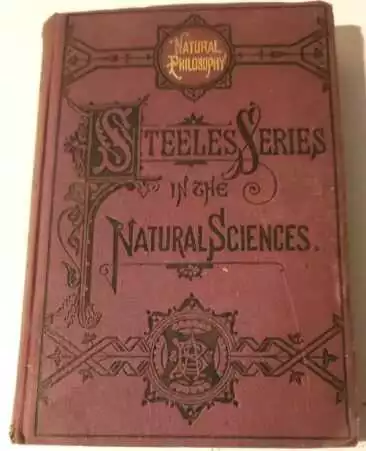 NATURAL
PHILOSOPHY
STEELES SERIES
IN THE
NATURAL SCIENCES.